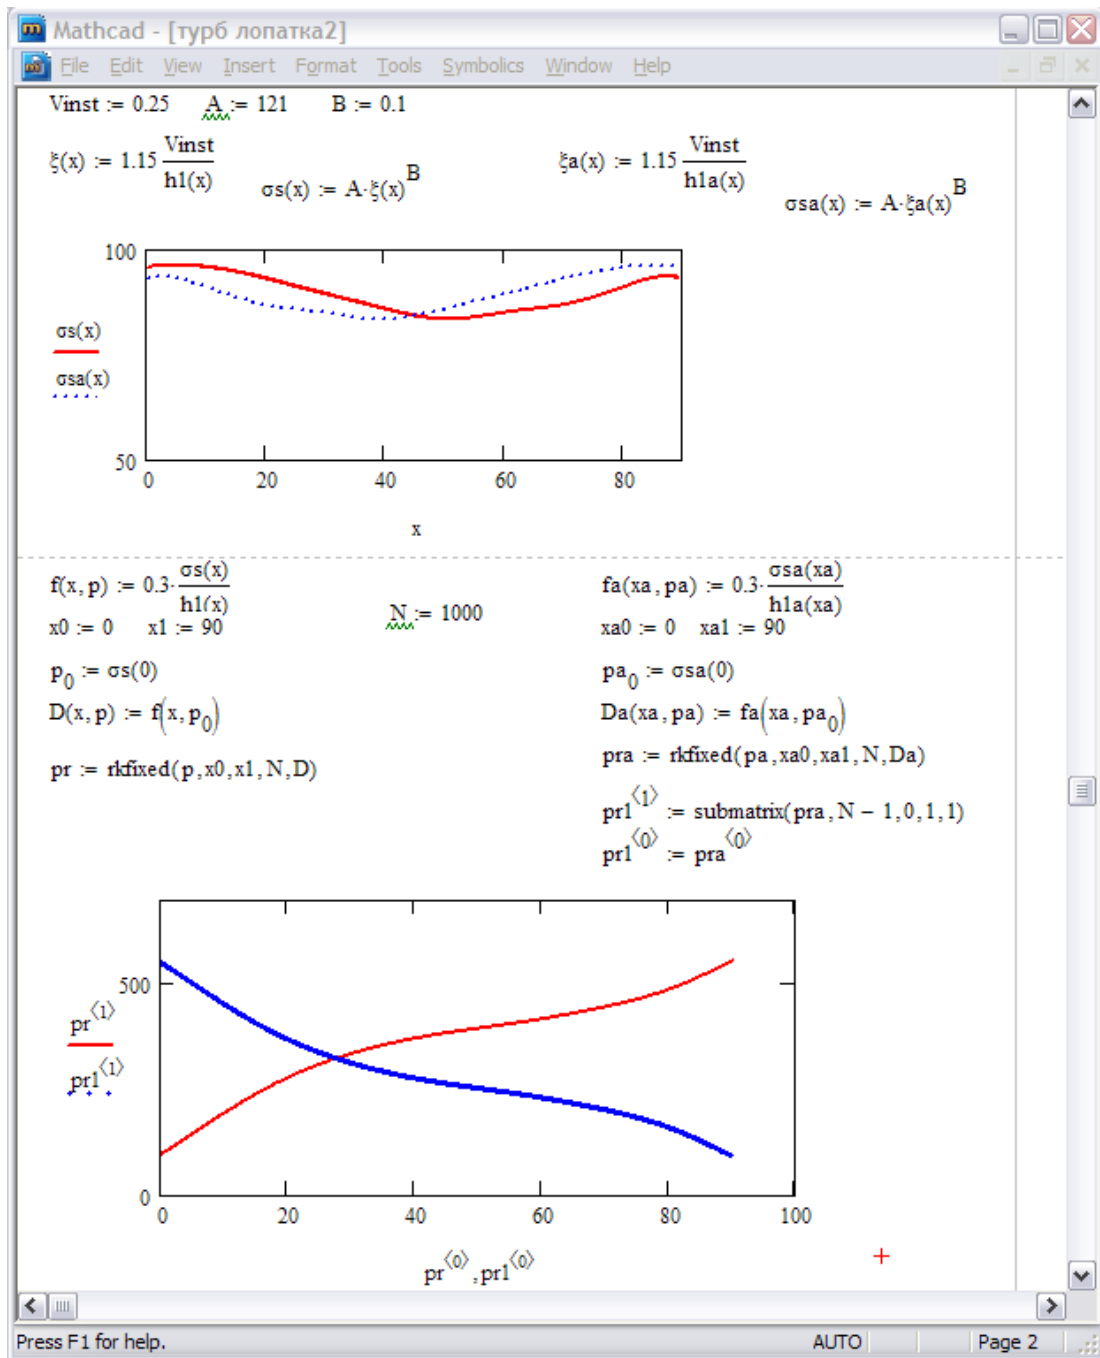 Mathcad - [турб лопатка2]
File Edit View Insert Format Tools Symbolics Window Help
Vinst := 0.25 A := 121 B := 0.1
ξ(x) := 1.15 Vinst/h1(x) σs(x) := A·ξ(x)^B ξa(x) := 1.15 Vinst/h1a(x) σsa(x) := A·ξa(x)^B
100
σs(x)
σsa(x)
50
0 20 40 60 80
x
f(x,p) := 0.3·σs(x)/h1(x) fa(xa,pa) := 0.3·σsa(xa)/h1a(xa)
N := 1000
x0 := 0 x1 := 90 xa0 := 0 xa1 := 90
p_0 := σs(0) pa_0 := σsa(0)
D(x,p) := f(x,p_0) Da(xa,pa) := fa(xa,pa_0)
pr := rkfixed(p,x0,x1,N,D) pra := rkfixed(pa,xa0,xa1,N,Da)
pr1^⟨1⟩ := submatrix(pra,N − 1,0,1,1)
pr1^⟨0⟩ := pra^⟨0⟩
500
pr^⟨1⟩
pr1^⟨1⟩
0
0 20 40 60 80 100
pr^⟨0⟩,pr1^⟨0⟩
Press F1 for help. AUTO Page 2